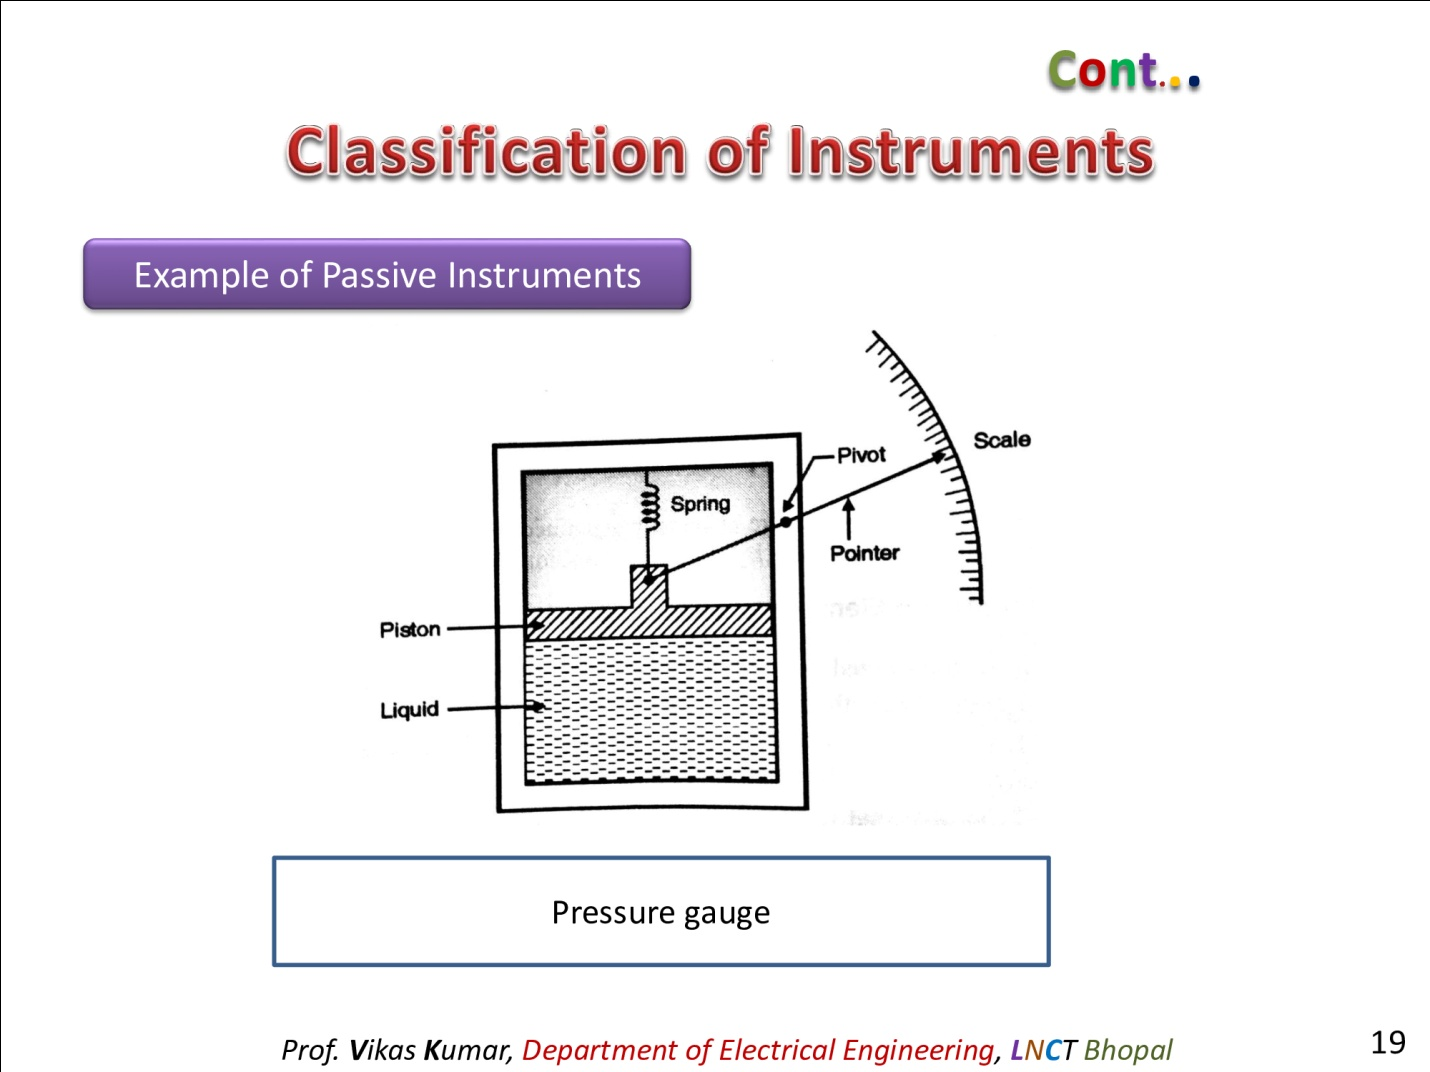 Cont...
Classification of Instruments
Example of Passive Instruments
Scale
Pivot
Spring
Pointer
Piston
Liquid
Pressure gauge
Prof. Vikas Kumar, Department of Electrical Engineering, LNCT Bhopal
19